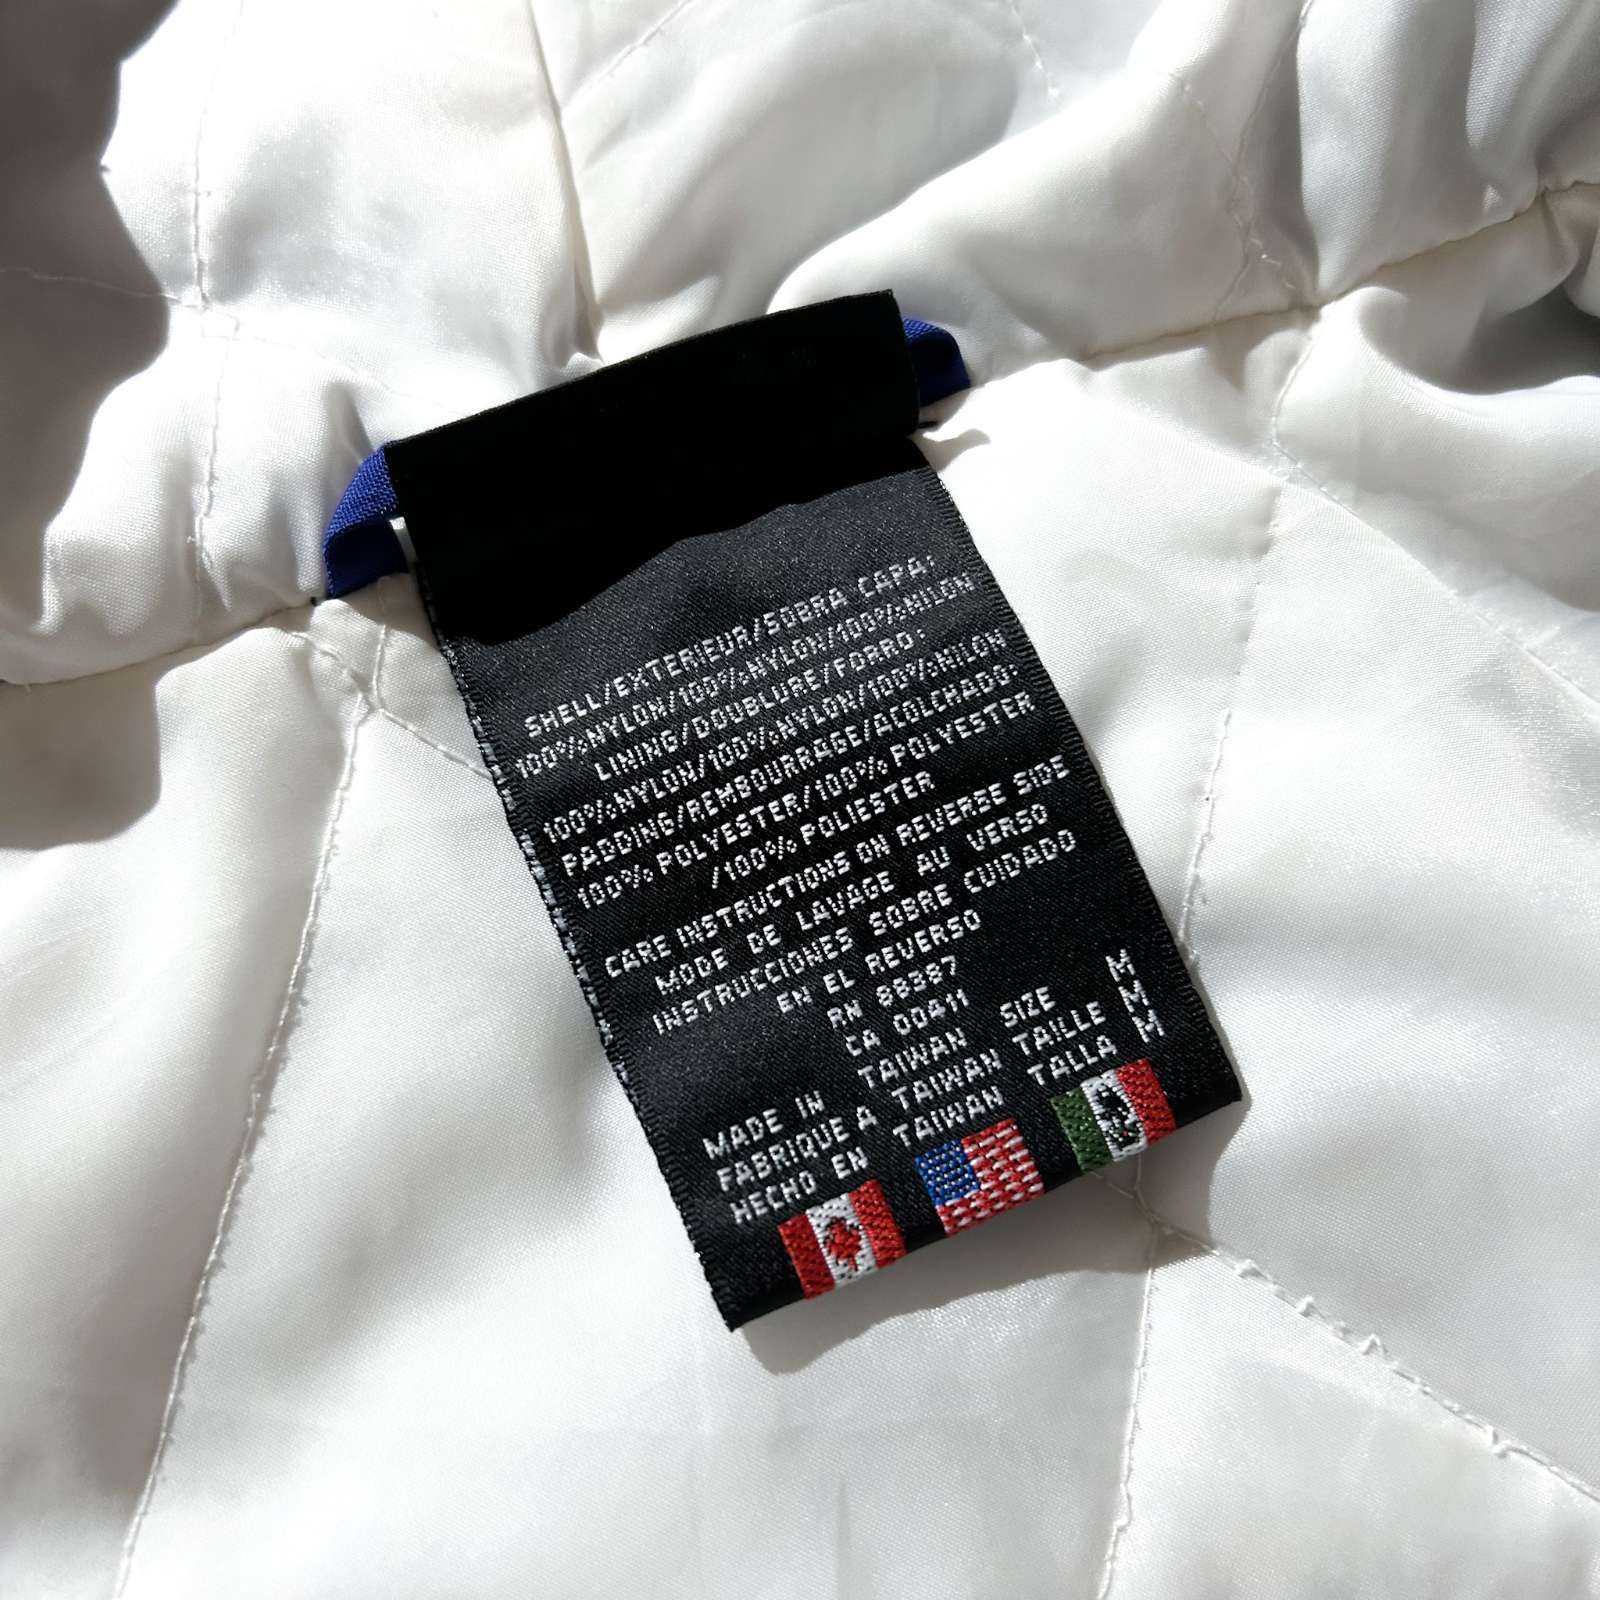 SHELL/EXTERIEUR/SOBRA CAPA:
100%NYLON/100%NYLON/100%NILON
LINING/DOUBLURE/FORRO:
100%NYLON/100%NYLON/100%NILON
PADDING/REMBOURRAGE/ACOLCHADO:
100% POLYESTER/100% POLYESTER
/100% POLIESTER
CARE INSTRUCTIONS ON REVERSE SIDE
MODE DE LAVAGE AU VERSO
INSTRUCCIONES SOBRE CUIDADO
EN EL REVERSO
RN 88387
CA 00411
MADE IN TAIWAN SIZE M
FABRIQUE A TAIWAN TAILLE M
HECHO EN TAIWAN TALLA M